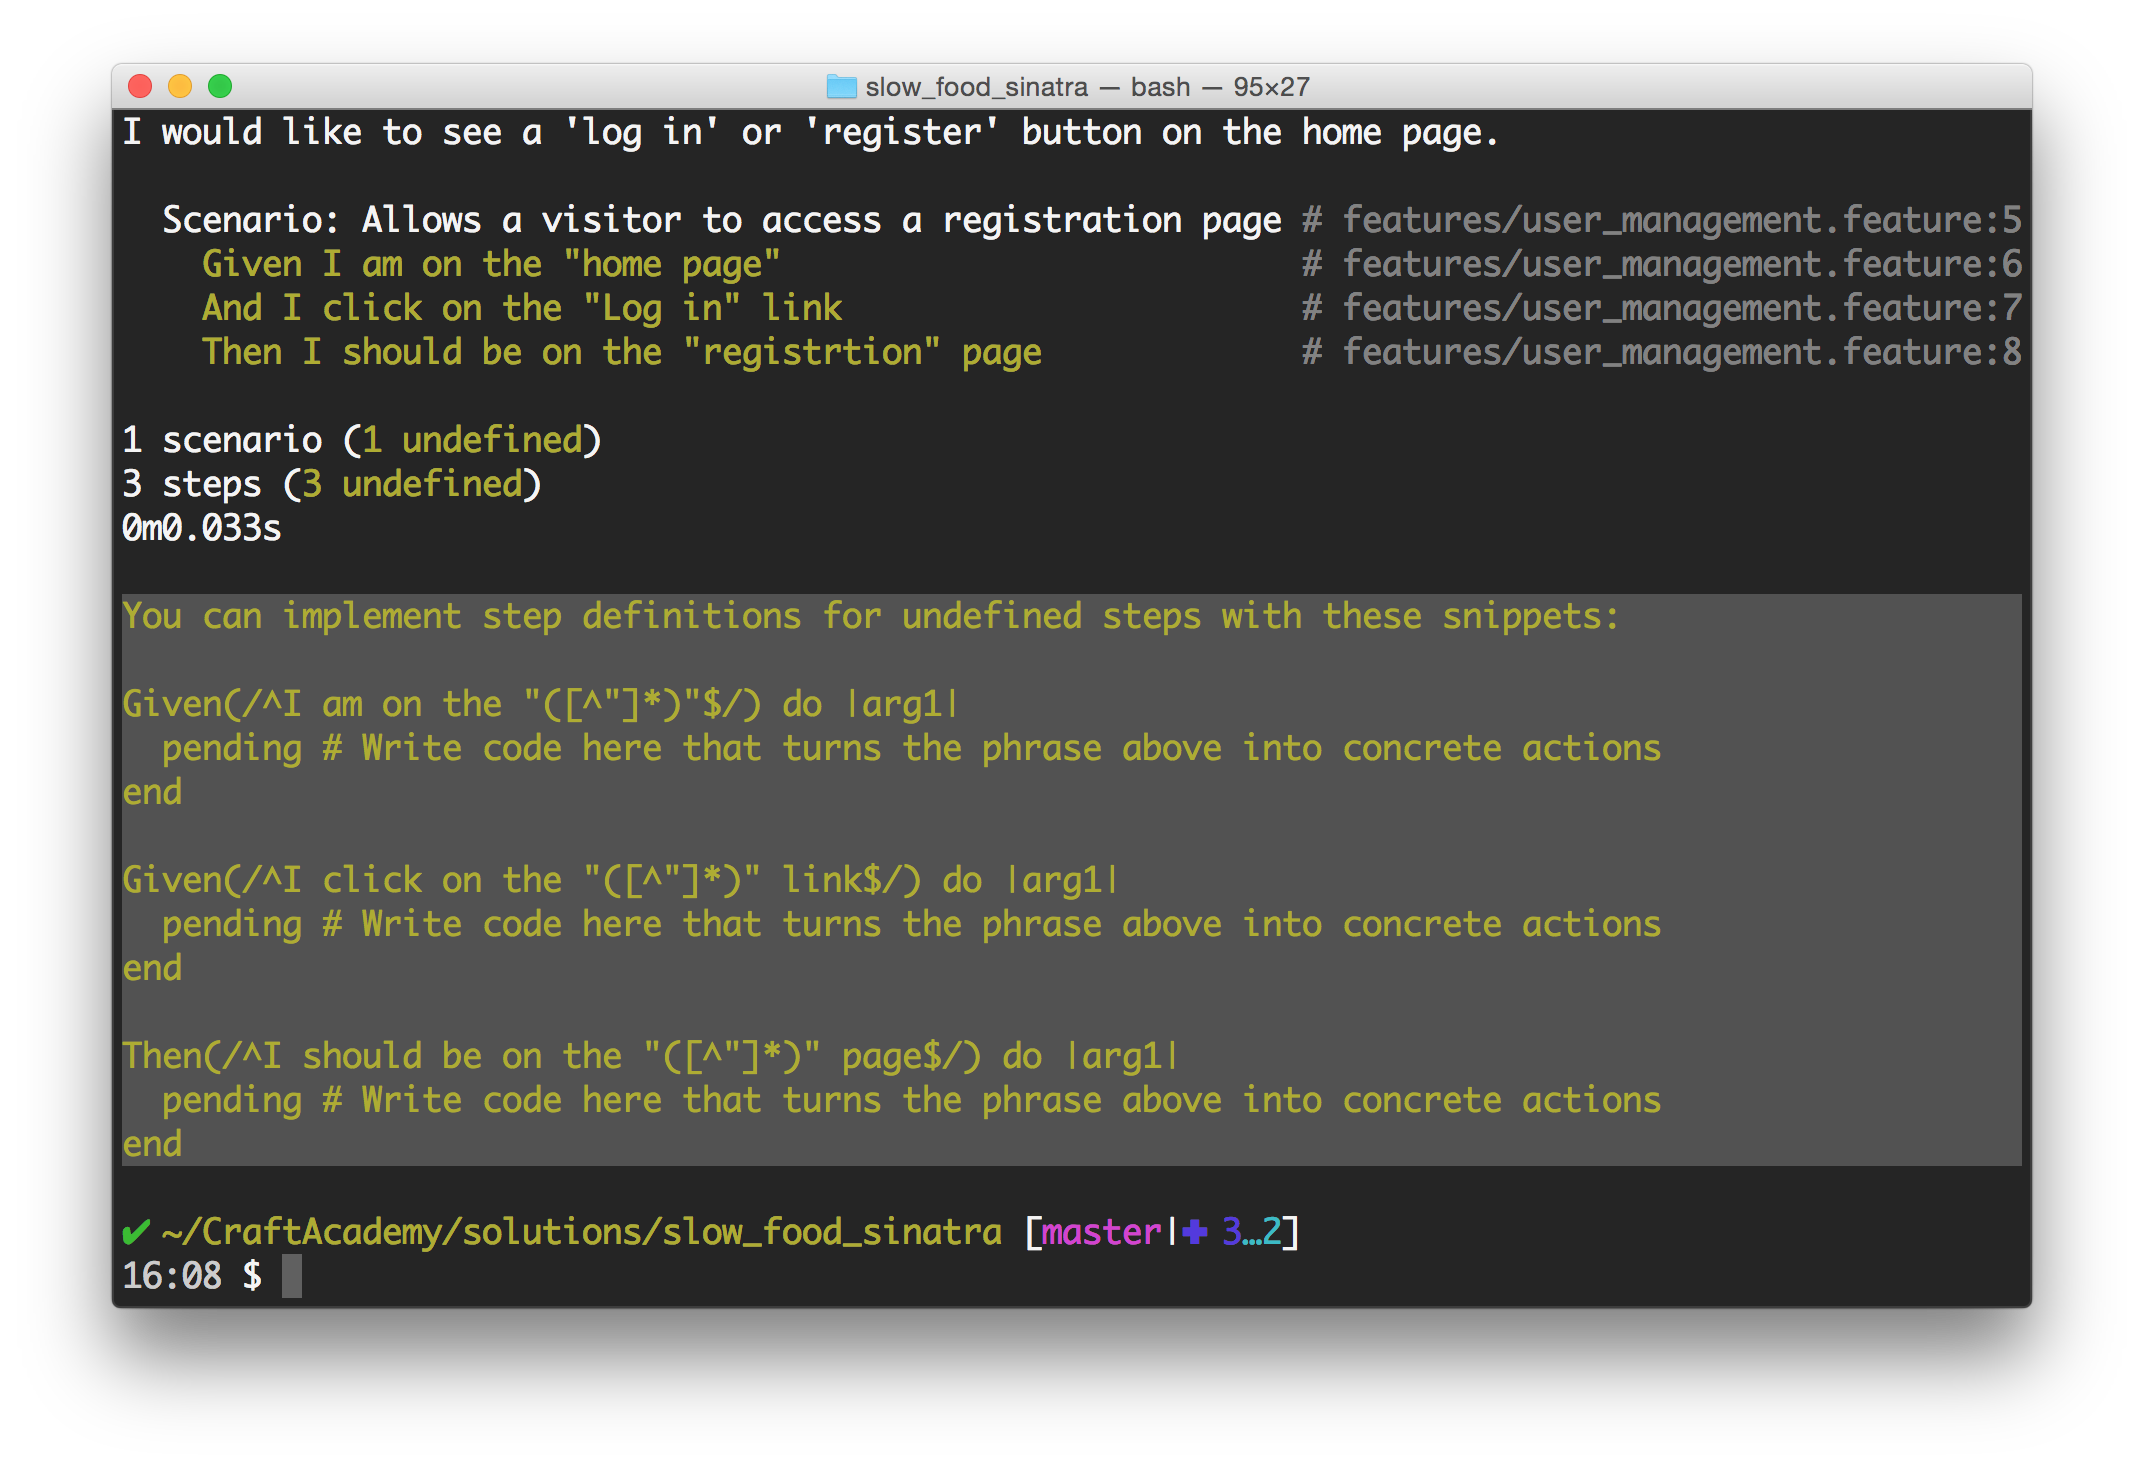 slow_food_sinatra — bash — 95×27
I would like to see a 'log in' or 'register' button on the home page.
  Scenario: Allows a visitor to access a registration page # features/user_management.feature:5
    Given I am on the "home page"                          # features/user_management.feature:6
    And I click on the "Log in" link                       # features/user_management.feature:7
    Then I should be on the "registrtion" page             # features/user_management.feature:8
1 scenario (1 undefined)
3 steps (3 undefined)
0m0.033s
You can implement step definitions for undefined steps with these snippets:
Given(/^I am on the "([^"]*)"$/) do |arg1|
  pending # Write code here that turns the phrase above into concrete actions
end
Given(/^I click on the "([^"]*)" link$/) do |arg1|
  pending # Write code here that turns the phrase above into concrete actions
end
Then(/^I should be on the "([^"]*)" page$/) do |arg1|
  pending # Write code here that turns the phrase above into concrete actions
end
✔ ~/CraftAcademy/solutions/slow_food_sinatra [master|✚ 3…2]
16:08 $